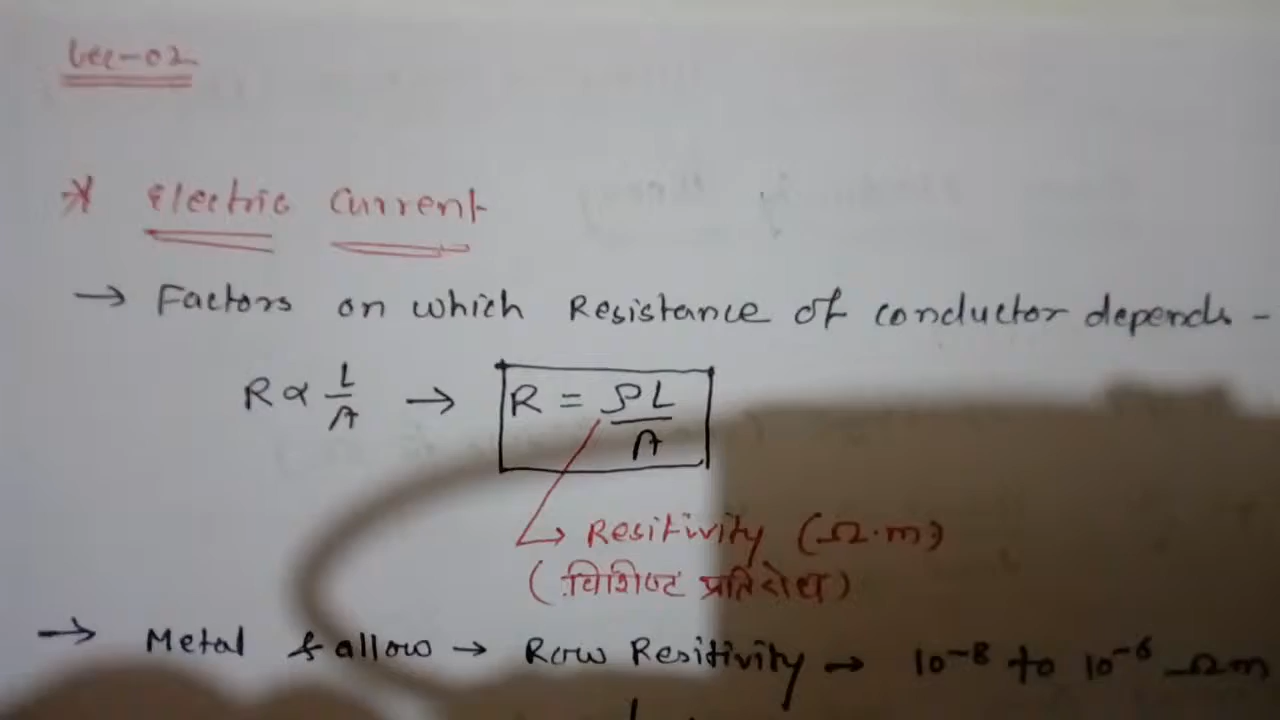 Lec-02
* Electric Current
→ Factors on which Resistance of conductor depends -
R ∝ L/A → R = ρL/A
↳ Resitivity (Ω·m)
(विशिष्ट प्रतिरोध)
→ Metal & allow → Row Resitivity → 10⁻⁸ to 10⁻⁶ Ωm